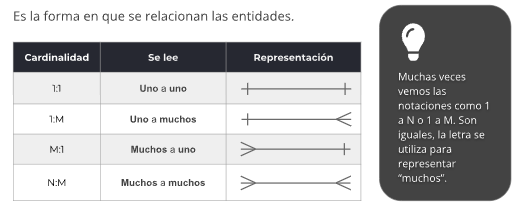 Es la forma en que se relacionan las entidades.
Cardinalidad Se lee Representación
1:1 Uno a uno
1:M Uno a muchos
M:1 Muchos a uno
N:M Muchos a muchos
Muchas veces
vemos las
notaciones como 1
a N o 1 a M. Son
iguales, la letra se
utiliza para
representar
“muchos”.